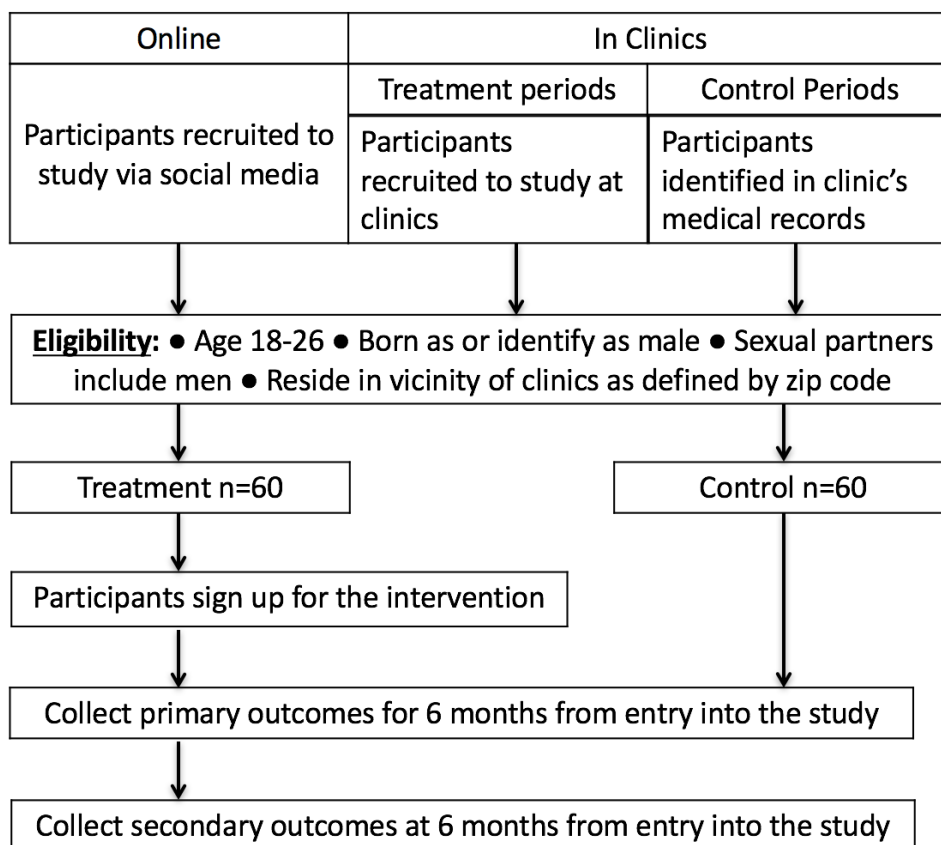 Online
In Clinics
Treatment periods
Control Periods
Participants recruited to
study via social media
Participants
recruited to study at
clinics
Participants
identified in clinic’s
medical records
Eligibility: ● Age 18-26 ● Born as or identify as male ● Sexual partners
include men ● Reside in vicinity of clinics as defined by zip code
Treatment n=60
Control n=60
Participants sign up for the intervention
Collect primary outcomes for 6 months from entry into the study
Collect secondary outcomes at 6 months from entry into the study